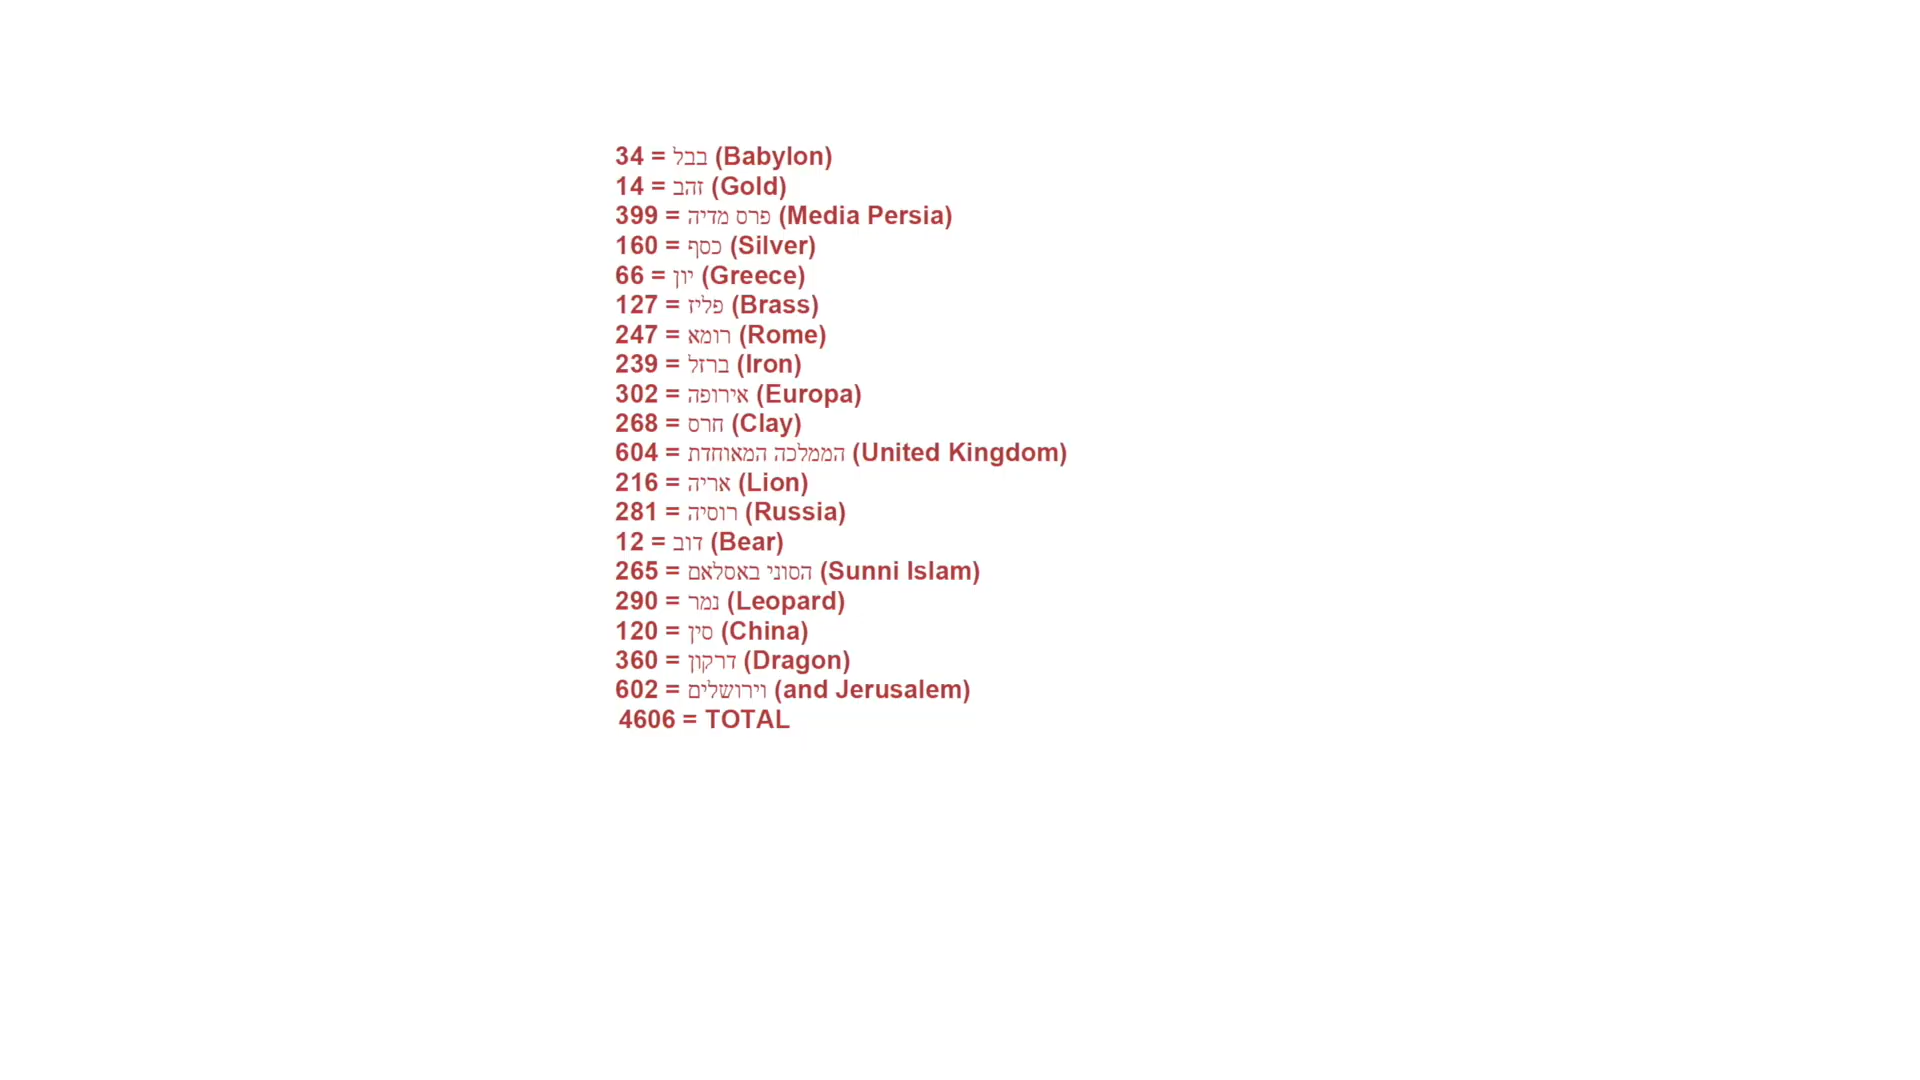 34 = בבל (Babylon)
14 = זהב (Gold)
399 = פרס מדיה (Media Persia)
160 = כסף (Silver)
66 = יון (Greece)
127 = פליז (Brass)
247 = רומא (Rome)
239 = ברזל (Iron)
302 = אירופה (Europa)
268 = חרס (Clay)
604 = הממלכה המאוחדת (United Kingdom)
216 = אריה (Lion)
281 = רוסיה (Russia)
12 = דוב (Bear)
265 = הסוני באסלאם (Sunni Islam)
290 = נמר (Leopard)
120 = סין (China)
360 = דרקון (Dragon)
602 = וירושלים (and Jerusalem)
4606 = TOTAL